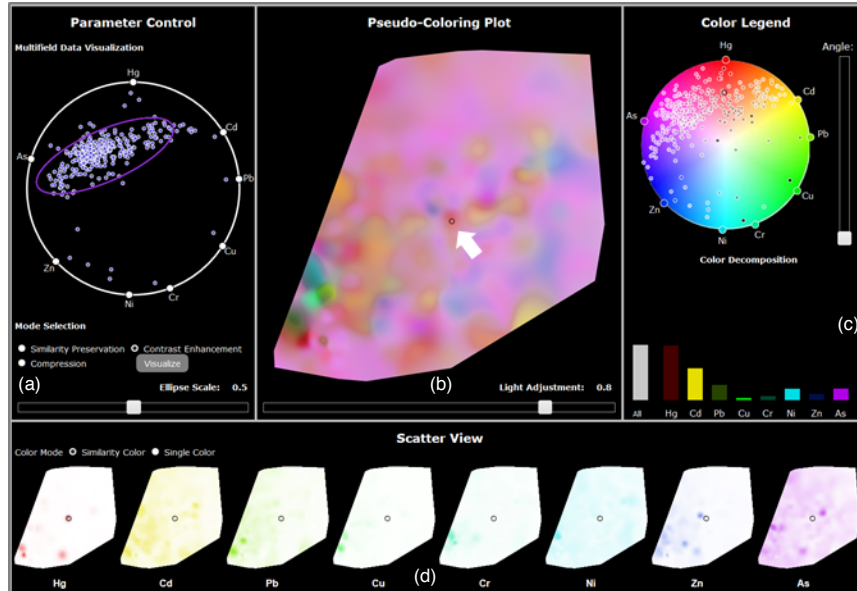 Parameter Control
Multifield Data Visualization
Hg
Cd
As
Pb
Cu
Zn
Cr
Ni
Mode Selection
Similarity Preservation
Contrast Enhancement
Compression
Visualize
(a)
Ellipse Scale: 0.5
Pseudo-Coloring Plot
(b)
Light Adjustment: 0.8
Color Legend
Angle:
Hg
Cd
As
Pb
Cu
Zn
Cr
Ni
Color Decomposition
(c)
All Hg Cd Pb Cu Cr Ni Zn As
Scatter View
Color Mode Similarity Color Single Color
Hg Cd Pb Cu Cr Ni Zn As
(d)